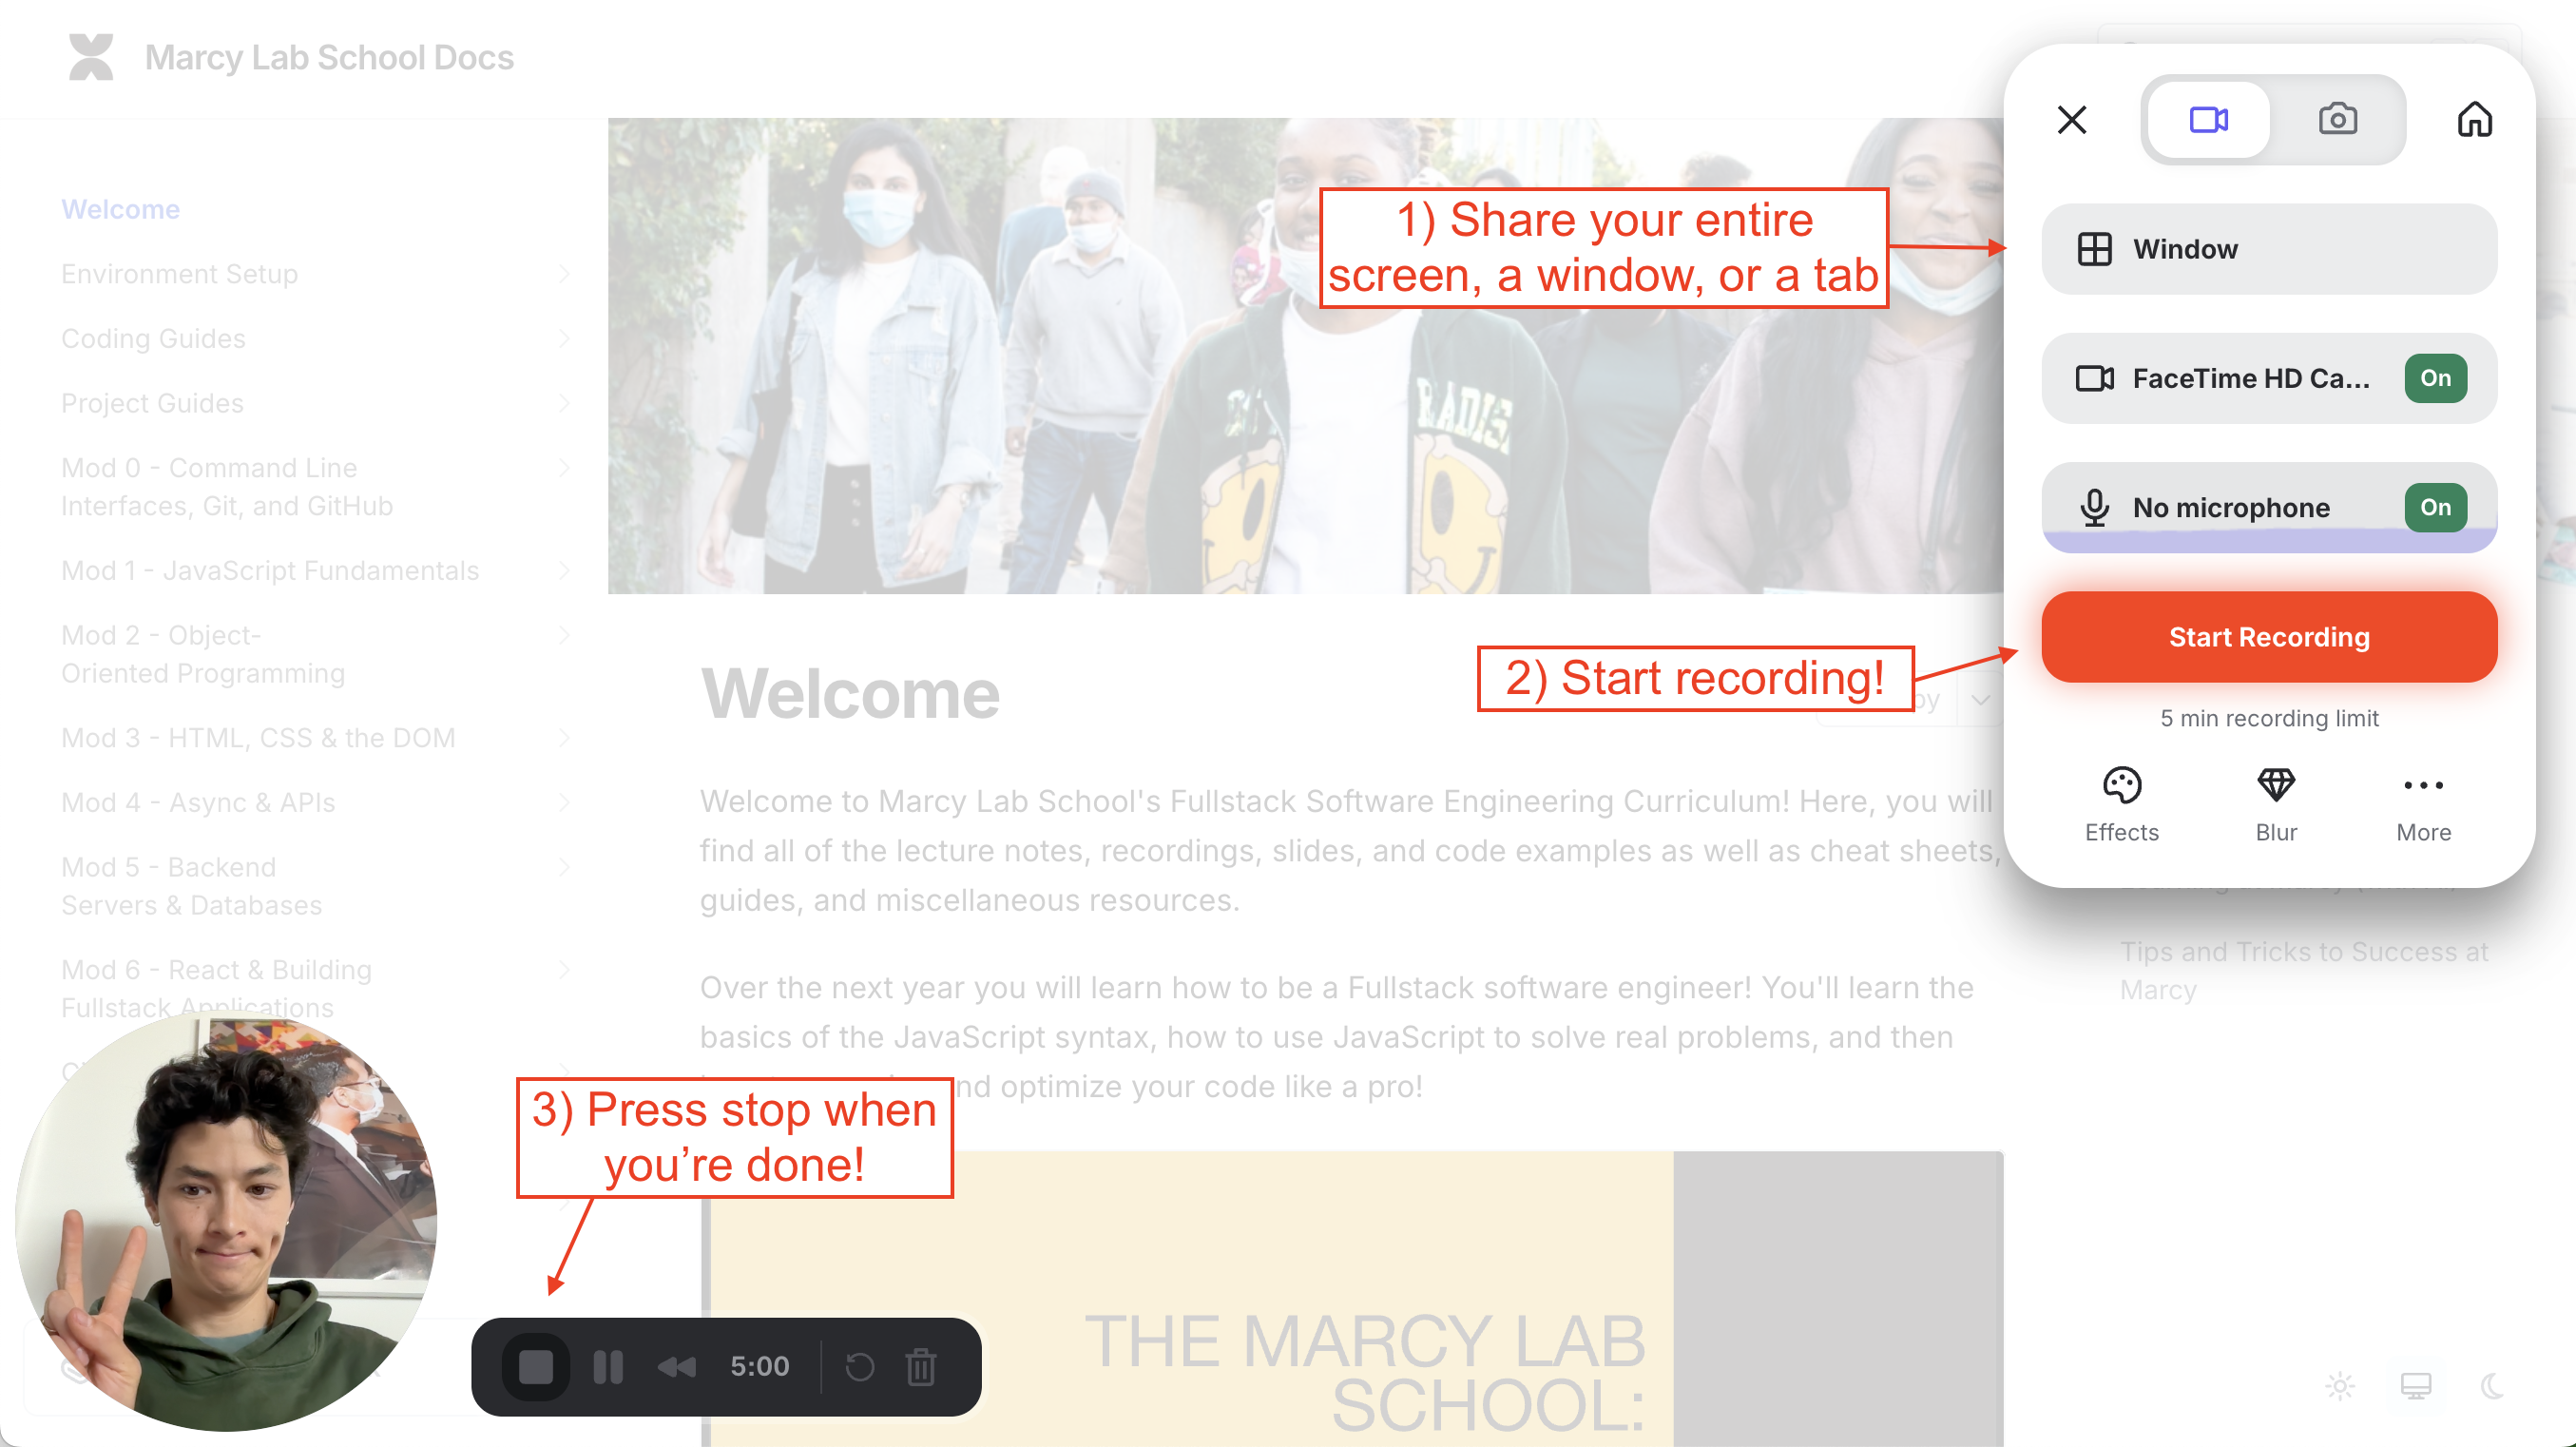 Marcy Lab School Docs
Welcome
Environment Setup
Coding Guides
Project Guides
Mod 0 - Command Line
Interfaces, Git, and GitHub
Mod 1 - JavaScript Fundamentals
Mod 2 - Object-
Oriented Programming
Mod 3 - HTML, CSS & the DOM
Mod 4 - Async & APIs
Mod 5 - Backend
Servers & Databases
Mod 6 - React & Building
Fullstack Applications
RADIS
1) Share your entire
screen, a window, or a tab
2) Start recording!
Welcome
Welcome to Marcy Lab School's Fullstack Software Engineering Curriculum! Here, you will
find all of the lecture notes, recordings, slides, and code examples as well as cheat sheets,
guides, and miscellaneous resources.
Over the next year you will learn how to be a Fullstack software engineer! You'll learn the
basics of the JavaScript syntax, how to use JavaScript to solve real problems, and then
optimize your code like a pro!
3) Press stop when
you’re done!
5:00
THE MARCY LAB
SCHOOL:
Window
FaceTime HD Ca...
On
No microphone
On
Start Recording
5 min recording limit
Effects
Blur
More
Tips and Tricks to Success at
Marcy